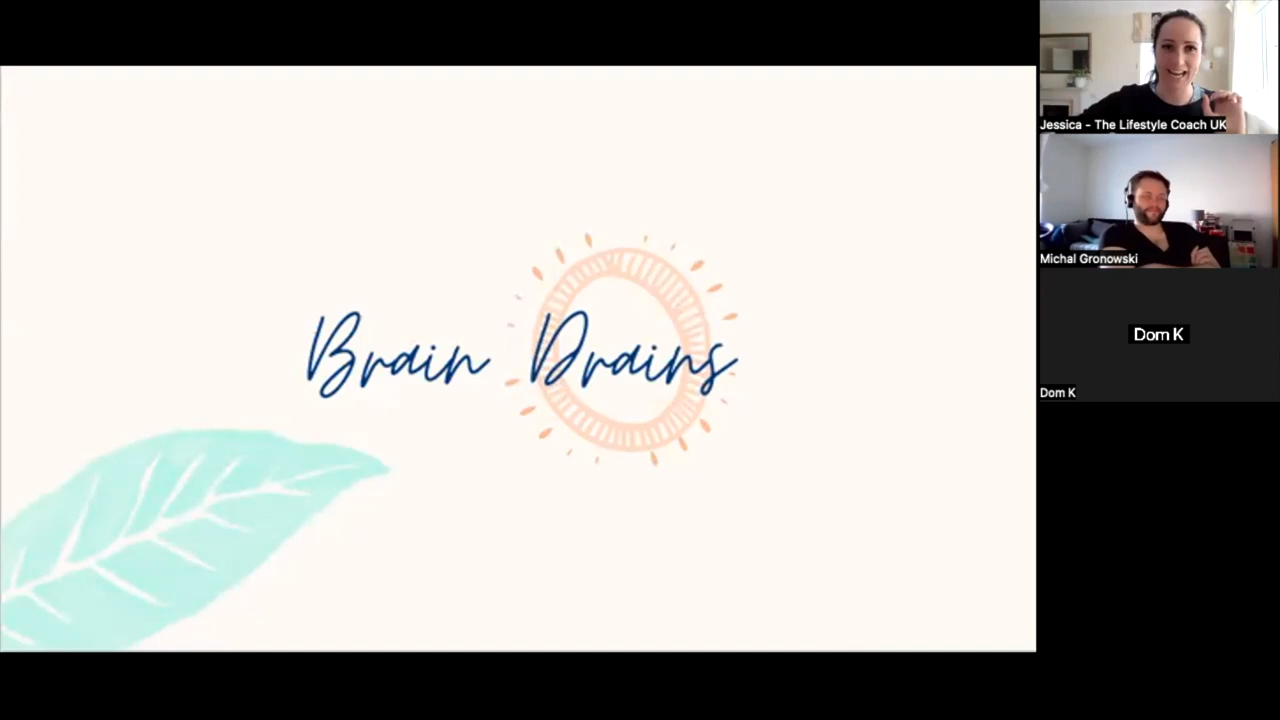 Brain Drains
Jessica - The Lifestyle Coach UK
Michal Gronowski
Dom K
Dom K